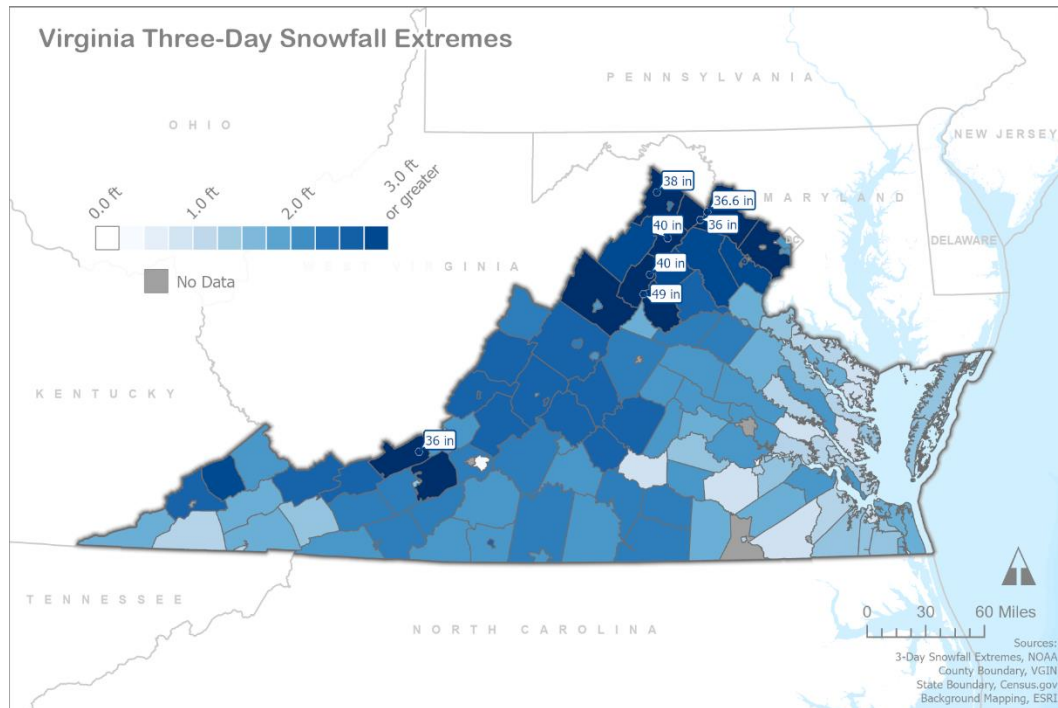 Virginia Three-Day Snowfall Extremes
PENNSYLVANIA
OHIO
NEW JERSEY
0.0 ft
1.0 ft
2.0 ft
3.0 ft
or greater
38 in
MARYLAND
36.6 in
40 in
36 in
DC
DELAWARE
WEST VIRGINIA
40 in
No Data
49 in
KENTUCKY
36 in
TENNESSEE
NORTH CAROLINA
0 30 60 Miles
Sources:
3-Day Snowfall Extremes, NOAA
County Boundary, VGIN
State Boundary, Census.gov
Background Mapping, ESRI